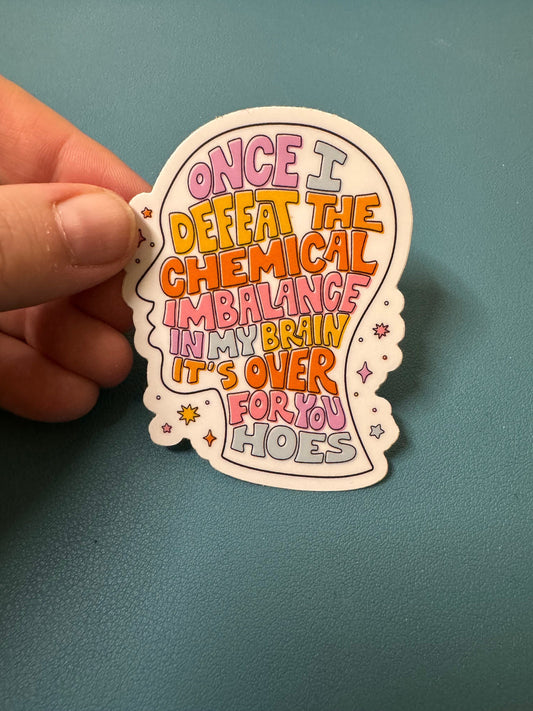 ONCE I
DEFEAT THE
CHEMICAL
IMBALANCE
IN MY BRAIN
IT'S OVER
FOR YOU
HOES